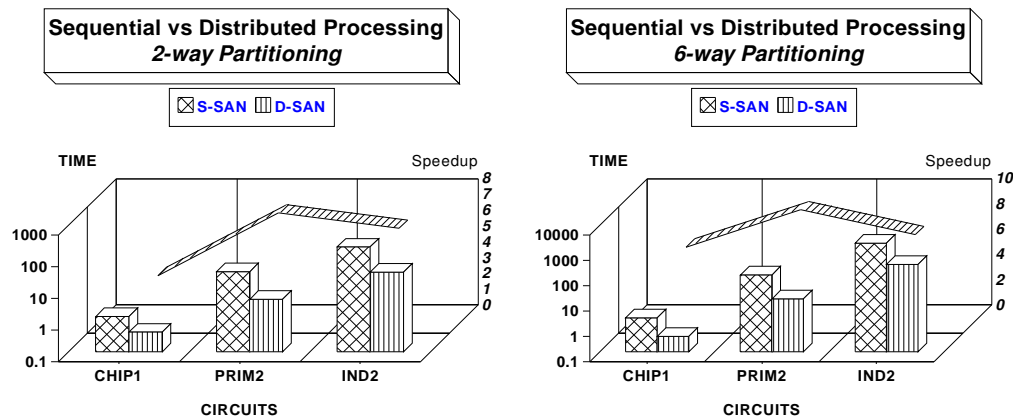 Sequential vs Distributed Processing
2-way Partitioning
S-SAN D-SAN
TIME
Speedup
8
7
6
5
4
3
2
1
0
1000
100
10
1
0.1
CHIP1 PRIM2 IND2
CIRCUITS
Sequential vs Distributed Processing
6-way Partitioning
S-SAN D-SAN
TIME
Speedup
10
8
6
4
2
0
10000
1000
100
10
1
0.1
CHIP1 PRIM2 IND2
CIRCUITS